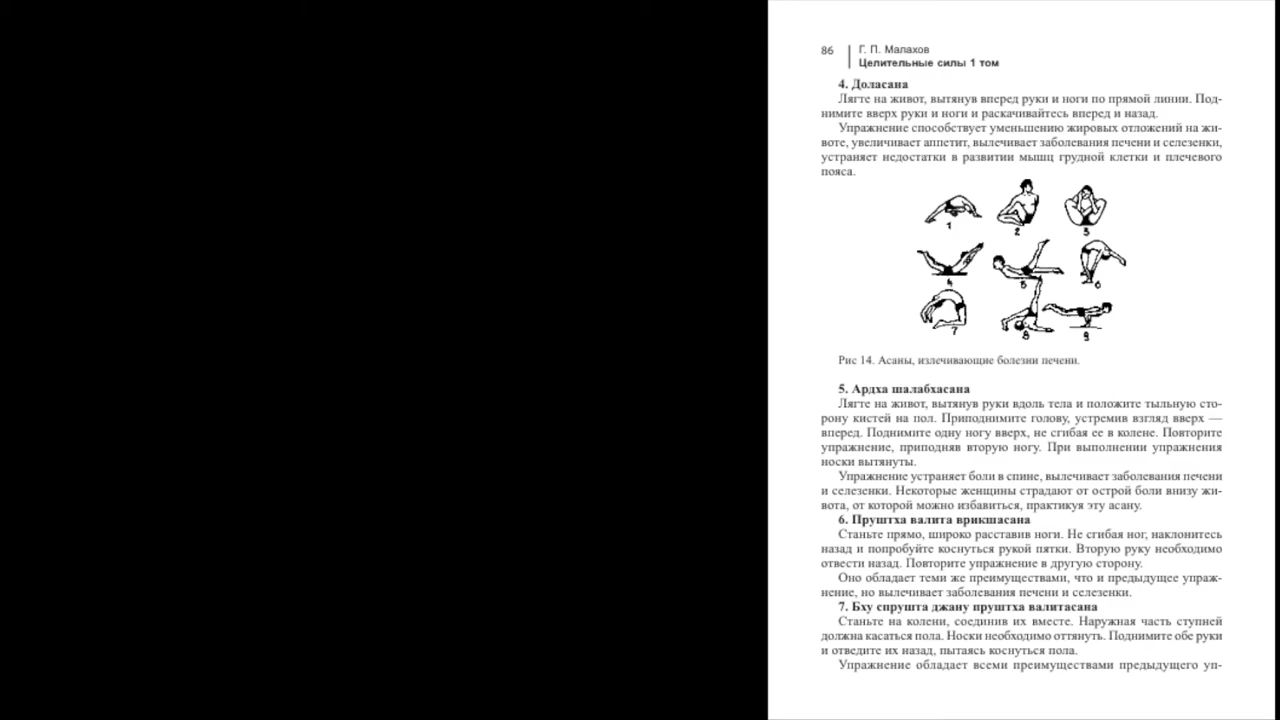 86
Г. П. Малахов
Целительные силы 1 том
4. Доласана
Лягте на живот, вытянув вперед руки и ноги по прямой линии. Под-
нимите вверх руки и ноги и раскачивайтесь вперед и назад.
Упражнение способствует уменьшению жировых отложений на жи-
воте, увеличивает аппетит, вылечивает заболевания печени и селезенки,
устраняет недостатки в развитии мышц грудной клетки и плечевого
пояса.
1 2 3
4 5 6
7 8 9
Рис 14. Асаны, излечивающие болезни печени.
5. Ардха шалабхасана
Лягте на живот, вытянув руки вдоль тела и положите тыльную сто-
рону кистей на пол. Приподнимите голову, устремив взгляд вверх —
вперед. Поднимите одну ногу вверх, не сгибая ее в колене. Повторите
упражнение, приподняв вторую ногу. При выполнении упражнения
носки вытянуты.
Упражнение устраняет боли в спине, вылечивает заболевания печени
и селезенки. Некоторые женщины страдают от острой боли внизу жи-
вота, от которой можно избавиться, практикуя эту асану.
6. Пруштха валита врикшасана
Станьте прямо, широко расставив ноги. Не сгибая ног, наклонитесь
назад и попробуйте коснуться рукой пятки. Вторую руку необходимо
отвести назад. Повторите упражнение в другую сторону.
Оно обладает теми же преимуществами, что и предыдущее упраж-
нение, но вылечивает заболевания печени и селезенки.
7. Бху спрушта джану пруштха валитасана
Станьте на колени, соединив их вместе. Наружная часть ступней
должна касаться пола. Носки необходимо оттянуть. Поднимите обе руки
и отведите их назад, пытаясь коснуться пола.
Упражнение обладает всеми преимуществами предыдущего уп-